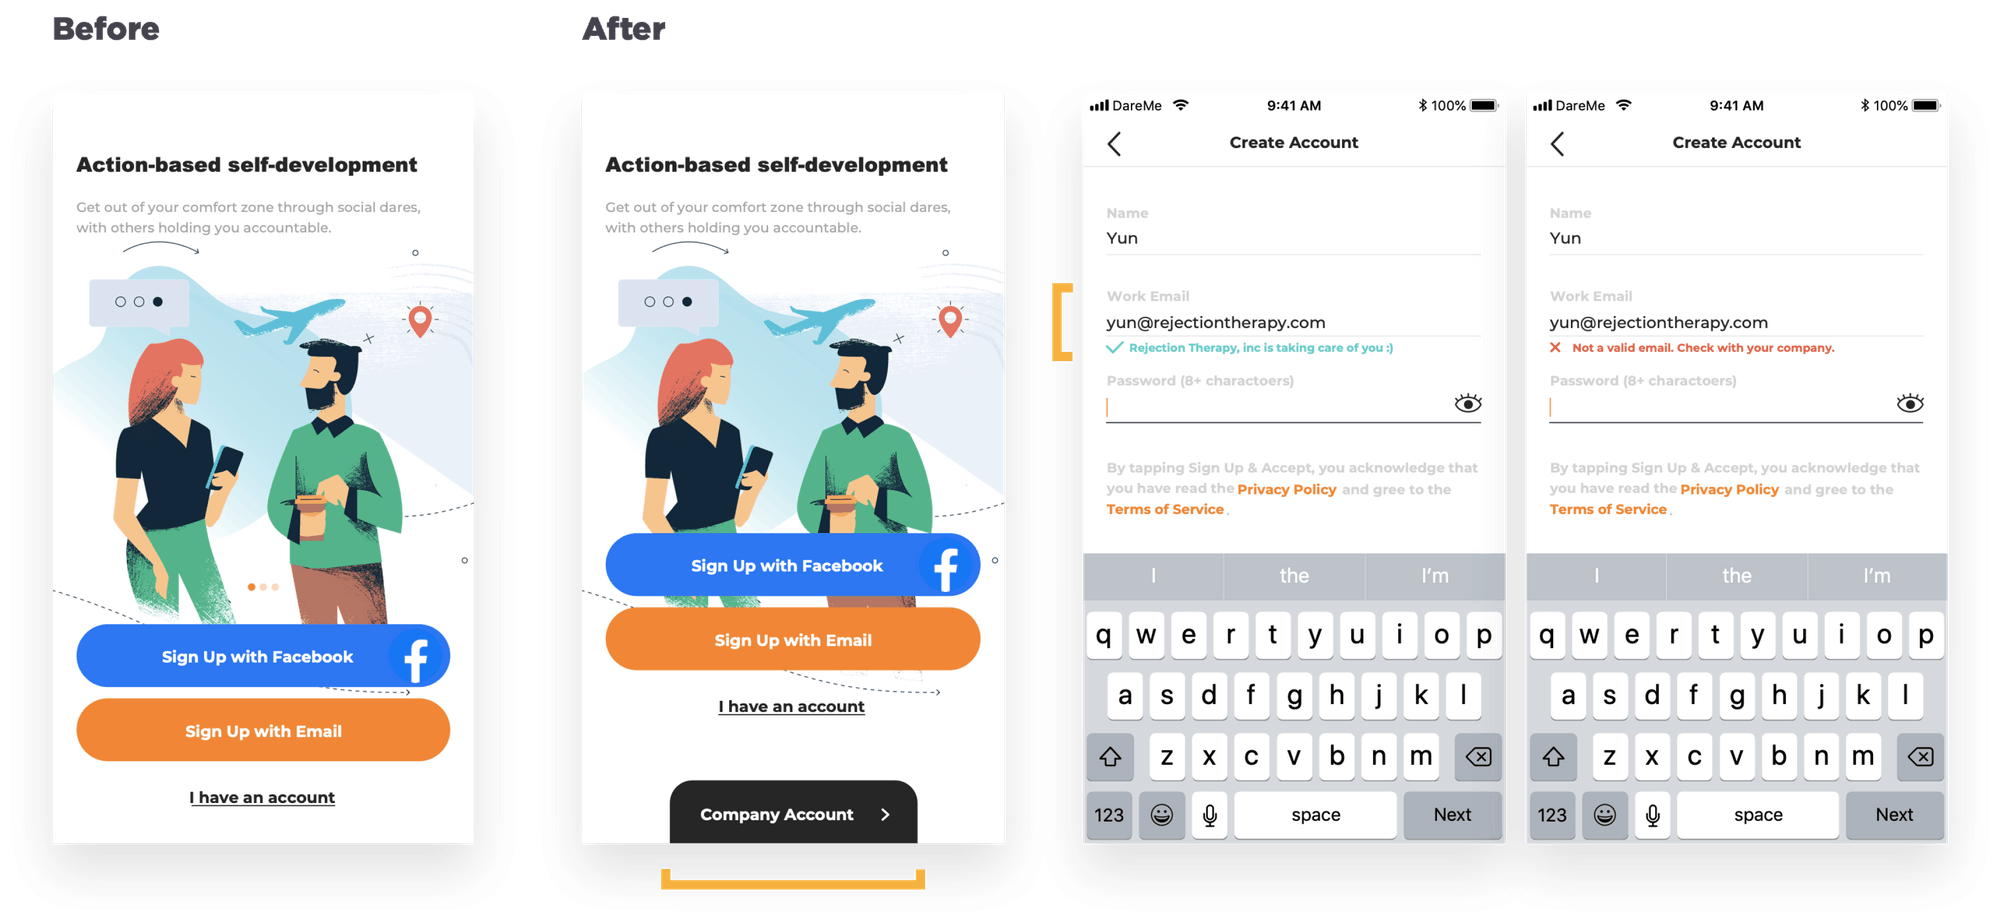 Before
Action-based self-development
Get out of your comfort zone through social dares,
with others holding you accountable.
Sign Up with Facebook
Sign Up with Email
I have an account
After
Action-based self-development
Get out of your comfort zone through social dares,
with others holding you accountable.
Sign Up with Facebook
Sign Up with Email
I have an account
Company Account
DareMe 9:41 AM 100%
Create Account
Name
Yun
Work Email
yun@rejectiontherapy.com
Rejection Therapy, inc is taking care of you :)
Password (8+ charactoers)
By tapping Sign Up & Accept, you acknowledge that
you have read the Privacy Policy and gree to the
Terms of Service.
I the I'm
q w e r t y u i o p
a s d f g h j k l
z x c v b n m
123 space Next
DareMe 9:41 AM 100%
Create Account
Name
Yun
Work Email
yun@rejectiontherapy.com
Not a valid email. Check with your company.
Password (8+ charactoers)
By tapping Sign Up & Accept, you acknowledge that
you have read the Privacy Policy and gree to the
Terms of Service.
I the I'm
q w e r t y u i o p
a s d f g h j k l
z x c v b n m
123 space Next